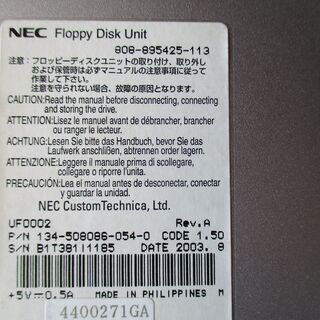 NEC Floppy Disk Unit
808-895425-113
注意：フロッピーディスクユニットの取り付け、取り外し
および保管時は必ずマニュアルの注意事項に従って
作業して下さい。
注意を守られない場合、故障の原因となります。
CAUTION:Read the manual before disconnecting, connecting
and storing the drive.
ATTENTION:Lisez le manuel avant de débrancher, brancher
ou ranger le lecteur.
ACHTUNG:Lesen Sie bitte das Handbuch, bevor Sie das
Laufwerk anschlißen, abtrennen order lagern.
ATTENZIONE:Leggere il manuale prima di scollegare,
collegare o riporre l'unita.
PRECAUCIÓN:Lea el manual antes de desconectar, conectar
y guardar la unidad.
NEC CustomTechnica, Ltd.
UF0002 Rev.A
P/N 134-508086-054-0 CODE 1.50
S/N B1T38111185 DATE 2003. 8
+5V 0.5A MADE IN PHILIPPINES M
4400271GA